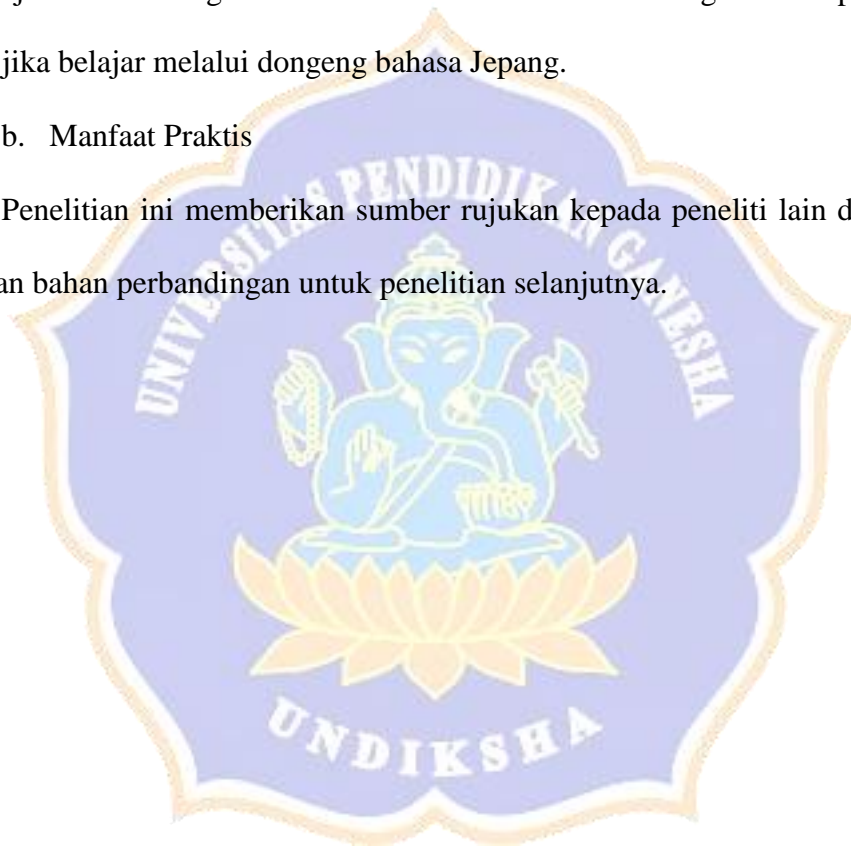 jika belajar melalui dongeng bahasa Jepang.
b. Manfaat Praktis
Penelitian ini memberikan sumber rujukan kepada peneliti lain d
an bahan perbandingan untuk penelitian selanjutnya.
UNIVERSITAS PENDIDIKAN GANESHA
UNDIKSHA